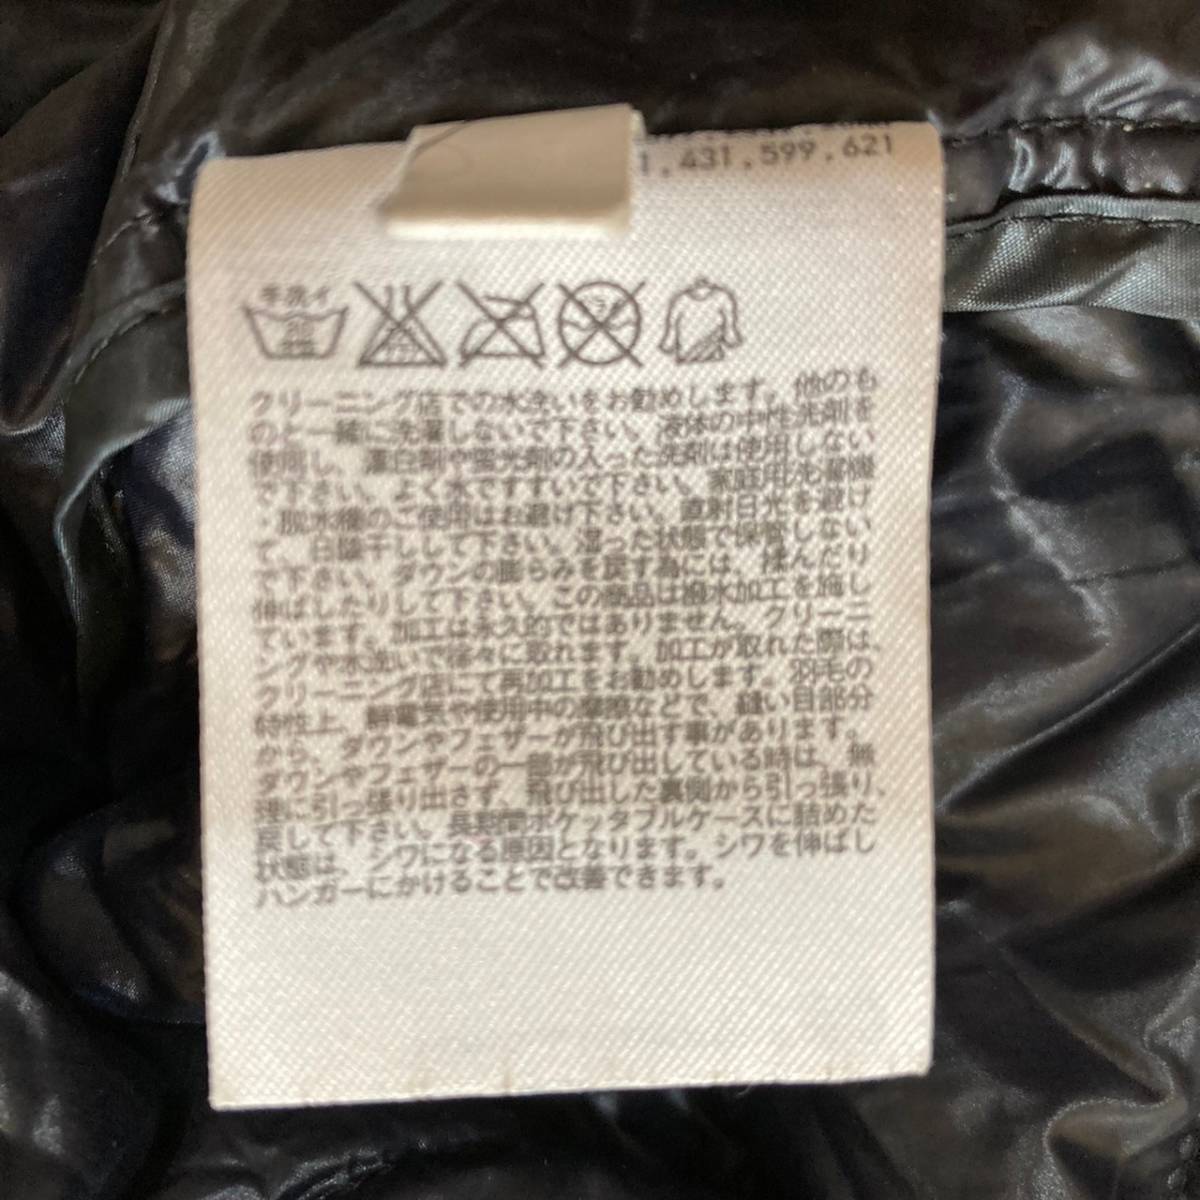 1,431,599,621
手洗イ
30
クリーニング店での水洗いをお勧めします。他のも
のと一緒に洗濯しないで下さい。液体の中性洗剤を
使用し、漂白剤や蛍光剤の入った洗剤は使用しない
で下さい。よく水ですすいで下さい。家庭用洗濯機
・脱水機のご使用はお避け下さい。直射日光を避け
て、日陰干しして下さい。湿った状態で保管しない
で下さい。ダウンの膨らみを戻す為には、揉んだり
伸ばしたりして下さい。この商品は撥水加工を施し
ています。加工は永久的ではありません。クリーニ
ングや水洗いで徐々に取れます。加工が取れた際は、
クリーニング店にて再加工をお勧めします。羽毛の
特性上、静電気や使用中の摩擦などで、縫い目部分
から、ダウンやフェザーが飛び出す事があります。
ダウンやフェザーの一部が飛び出している時は、無
理に引っ張り出さず、飛び出した裏側から引っ張り、
戻して下さい。長期間ポケッタブルケースに詰めた
状態は、シワになる原因となります。シワを伸ばし
ハンガーにかけることで改善できます。